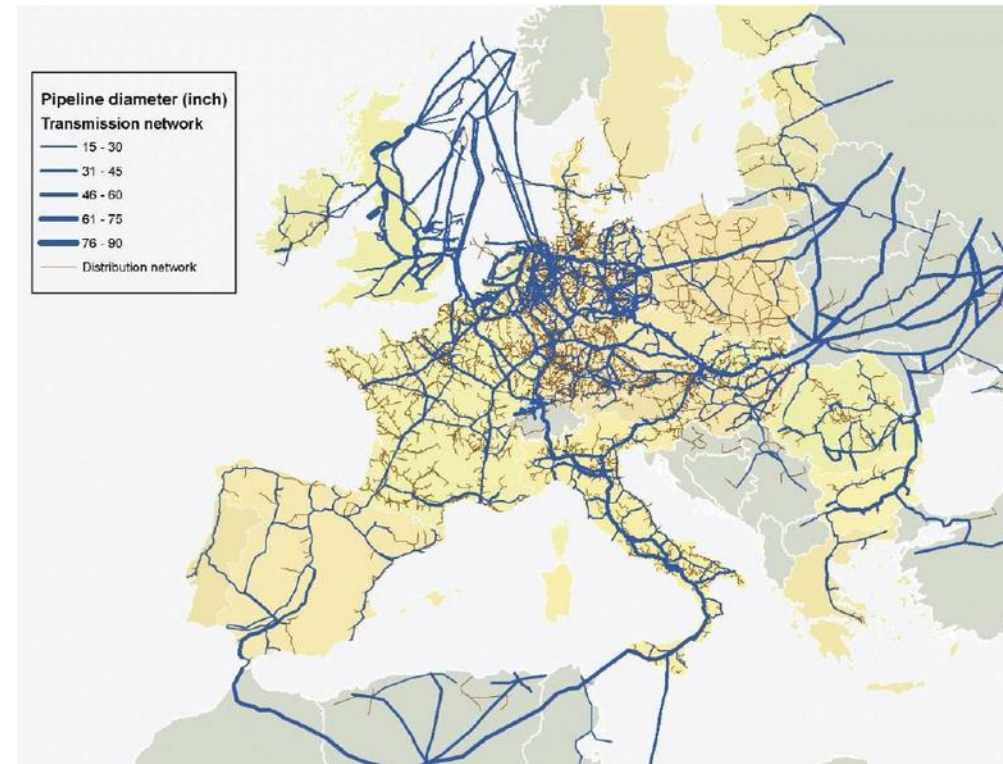 Pipeline diameter (inch)
Transmission network
15 - 30
31 - 45
46 - 60
61 - 75
76 - 90
Distribution network